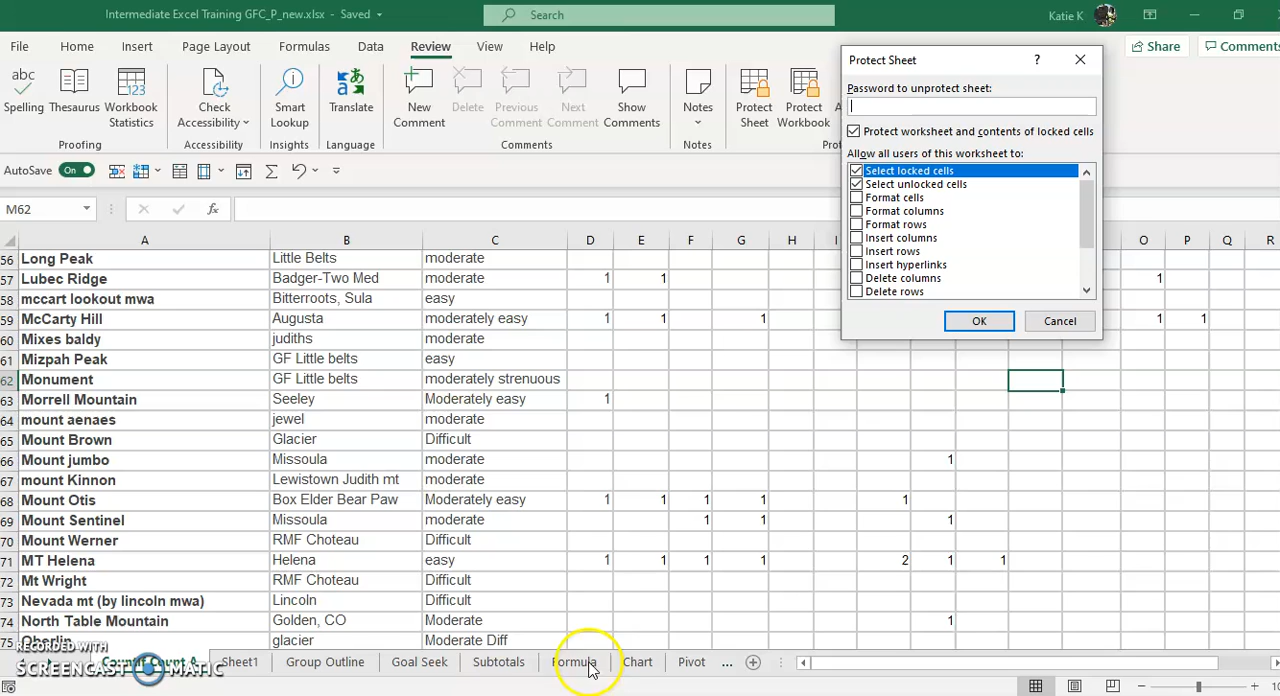 Intermediate Excel Training GFC_P_new.xlsx - Saved
Search
Katie K
File Home Insert Page Layout Formulas Data Review View Help
Share
Comments
Spelling Thesaurus Workbook Statistics
Proofing
Check Accessibility
Accessibility
Smart Lookup
Insights
Translate
Language
New Comment Delete Previous Comment Next Comment Show Comments
Comments
Notes
Notes
Protect Sheet Protect Workbook
Protect Sheet
Password to unprotect sheet:
Protect worksheet and contents of locked cells
Allow all users of this worksheet to:
Select locked cells
Select unlocked cells
Format cells
Format columns
Format rows
Insert columns
Insert rows
Insert hyperlinks
Delete columns
Delete rows
OK Cancel
AutoSave On
M62
fx
A B C D E F G H I O P Q R
56 Long Peak Little Belts moderate
57 Lubec Ridge Badger-Two Med moderate 1 1 1
58 mccart lookout mwa Bitterroots, Sula easy
59 McCarty Hill Augusta moderately easy 1 1 1 1 1
60 Mixes baldy judiths moderate
61 Mizpah Peak GF Little belts easy
62 Monument GF Little belts moderately strenuous
63 Morrell Mountain Seeley Moderately easy 1
64 mount aenaes jewel moderate
65 Mount Brown Glacier Difficult
66 Mount jumbo Missoula moderate 1
67 mount Kinnon Lewistown Judith mt moderate
68 Mount Otis Box Elder Bear Paw Moderately easy 1 1 1 1 1
69 Mount Sentinel Missoula moderate 1 1 1
70 Mount Werner RMF Choteau Difficult
71 MT Helena Helena easy 1 1 1 1 2 1 1
72 Mt Wright RMF Choteau Difficult
73 Nevada mt (by lincoln mwa) Lincoln Difficult
74 North Table Mountain Golden, CO Moderate 1
75 Oberlin glacier Moderate Diff
RECORDED WITH
SCREENCAST-O-MATIC
Sheet1 Group Outline Goal Seek Subtotals Formula Chart Pivot ...